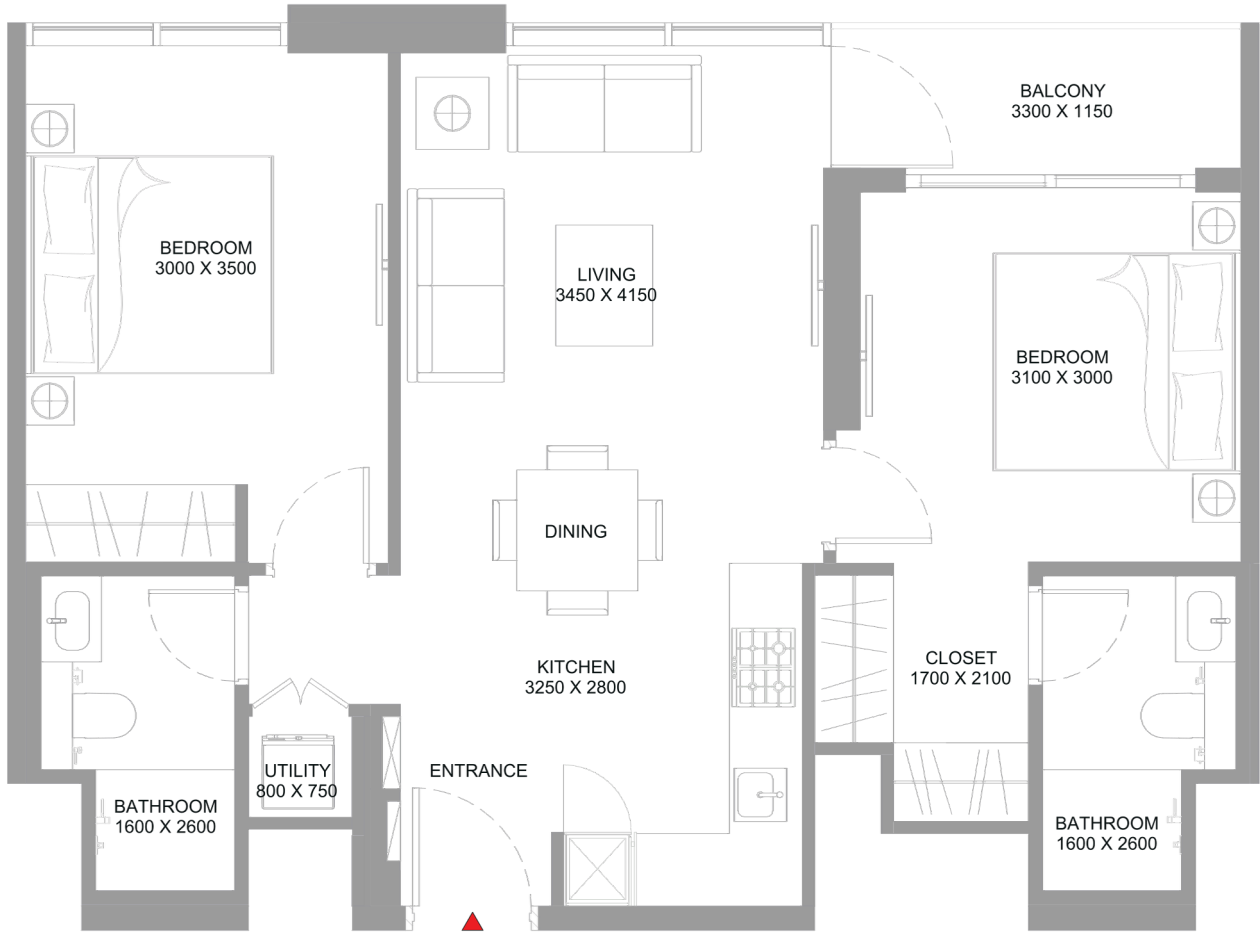 BALCONY
3300 X 1150
BEDROOM
3000 X 3500
LIVING
3450 X 4150
BEDROOM
3100 X 3000
DINING
KITCHEN
3250 X 2800
CLOSET
1700 X 2100
ENTRANCE
UTILITY
800 X 750
BATHROOM
1600 X 2600
BATHROOM
1600 X 2600